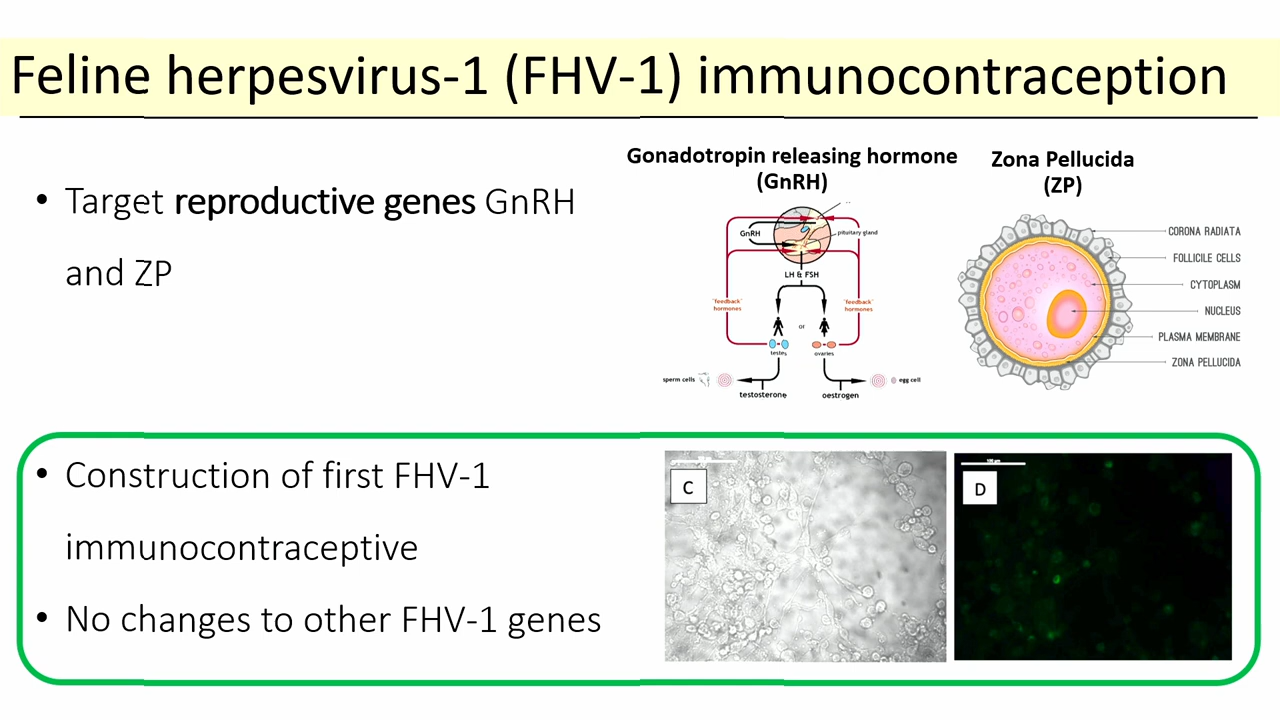 Feline herpesvirus-1 (FHV-1) immunocontraception
• Target reproductive genes GnRH
and ZP
Gonadotropin releasing hormone
(GnRH)
GnRH
pituitary gland
LH & FSH
'feedback'
hormones
'feedback'
hormones
or
testes
ovaries
sperm cells
egg cell
testosterone
oestrogen
Zona Pellucida
(ZP)
CORONA RADIATA
FOLLICILE CELLS
CYTOPLASM
NUCLEUS
PLASMA MEMBRANE
ZONA PELLUCIDA
• Construction of first FHV-1
immunocontraceptive
• No changes to other FHV-1 genes
C
D